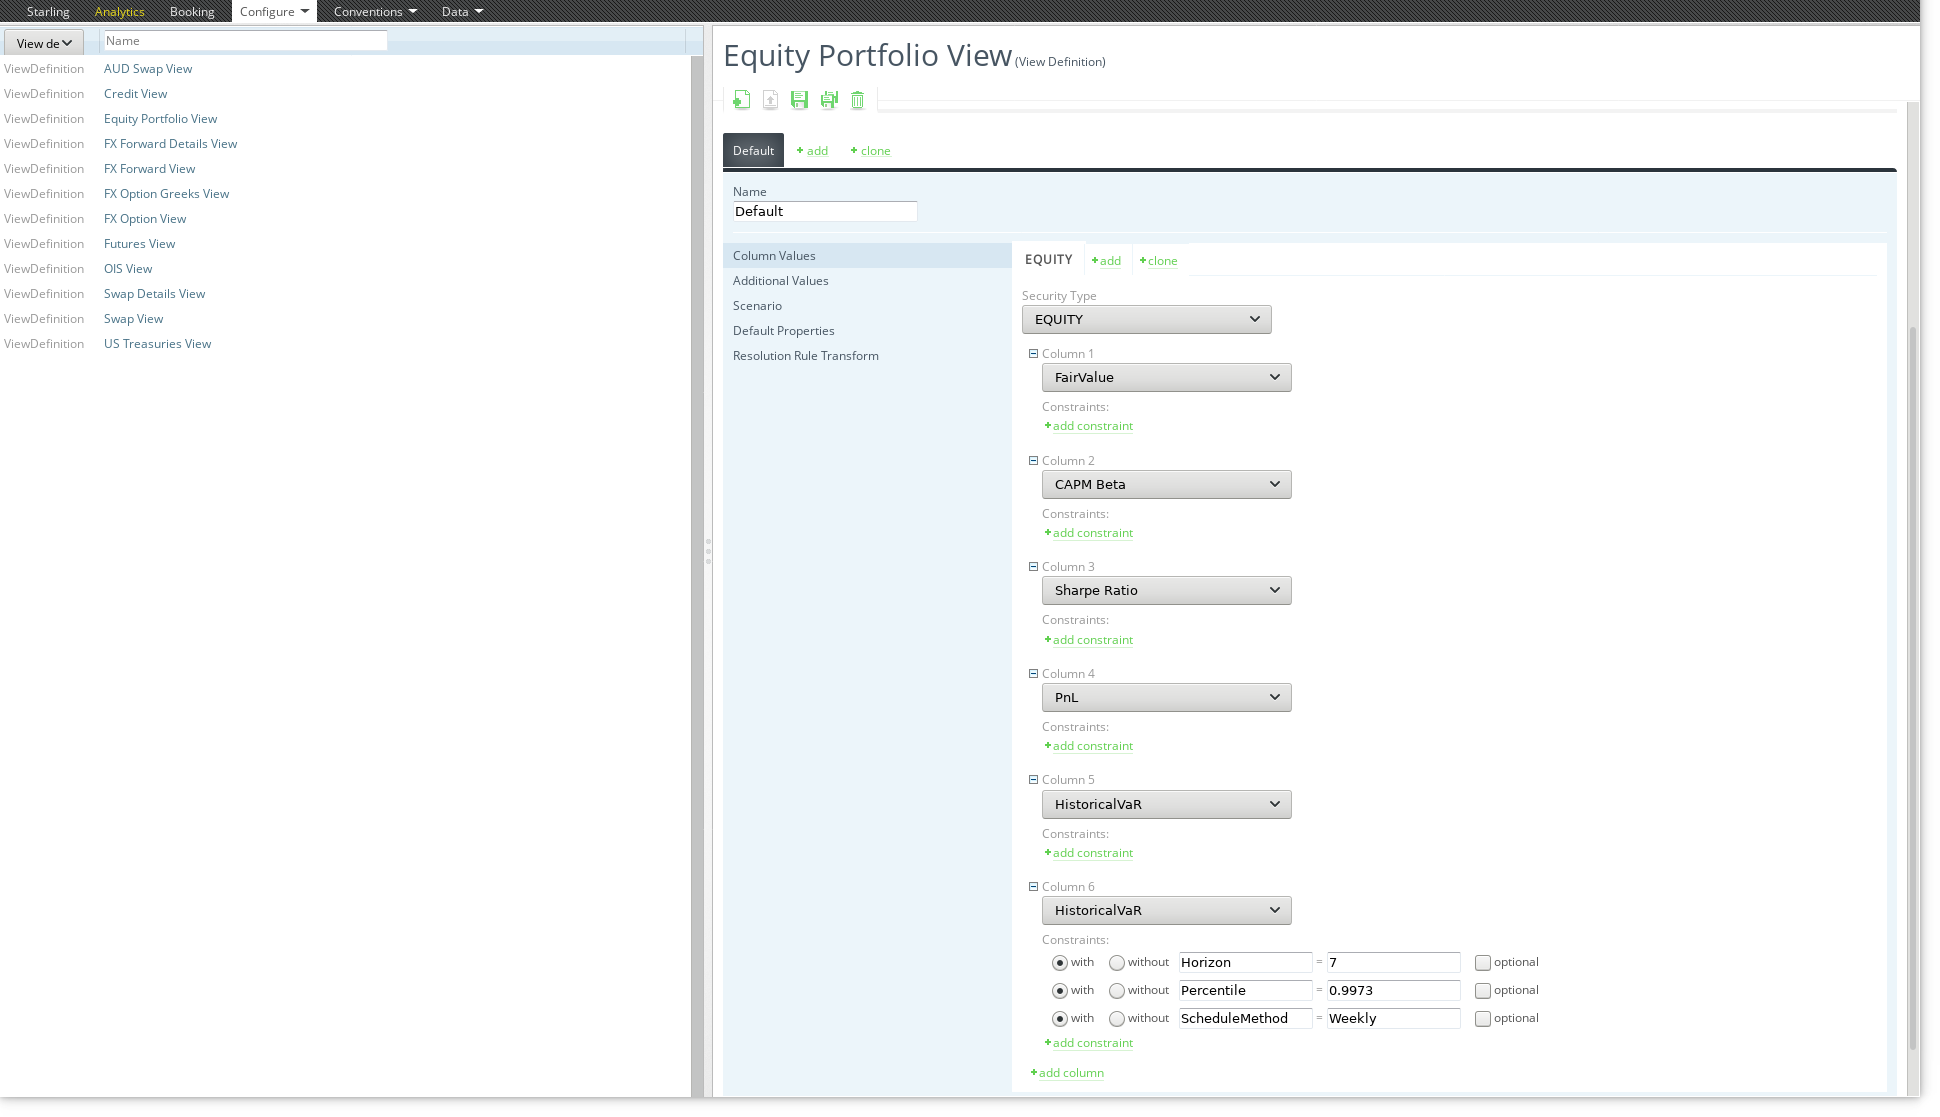 Starling Analytics Booking Configure Conventions Data
View de Name
ViewDefinition AUD Swap View
ViewDefinition Credit View
ViewDefinition Equity Portfolio View
ViewDefinition FX Forward Details View
ViewDefinition FX Forward View
ViewDefinition FX Option Greeks View
ViewDefinition FX Option View
ViewDefinition Futures View
ViewDefinition OIS View
ViewDefinition Swap Details View
ViewDefinition Swap View
ViewDefinition US Treasuries View
Equity Portfolio View (View Definition)
Default + add + clone
Name
Default
Column Values
Additional Values
Scenario
Default Properties
Resolution Rule Transform
EQUITY +add +clone
Security Type
EQUITY
Column 1
FairValue
Constraints:
+add constraint
Column 2
CAPM Beta
Constraints:
+add constraint
Column 3
Sharpe Ratio
Constraints:
+add constraint
Column 4
PnL
Constraints:
+add constraint
Column 5
HistoricalVaR
Constraints:
+add constraint
Column 6
HistoricalVaR
Constraints:
with without Horizon = 7 optional
with without Percentile = 0.9973 optional
with without ScheduleMethod = Weekly optional
+add constraint
+add column